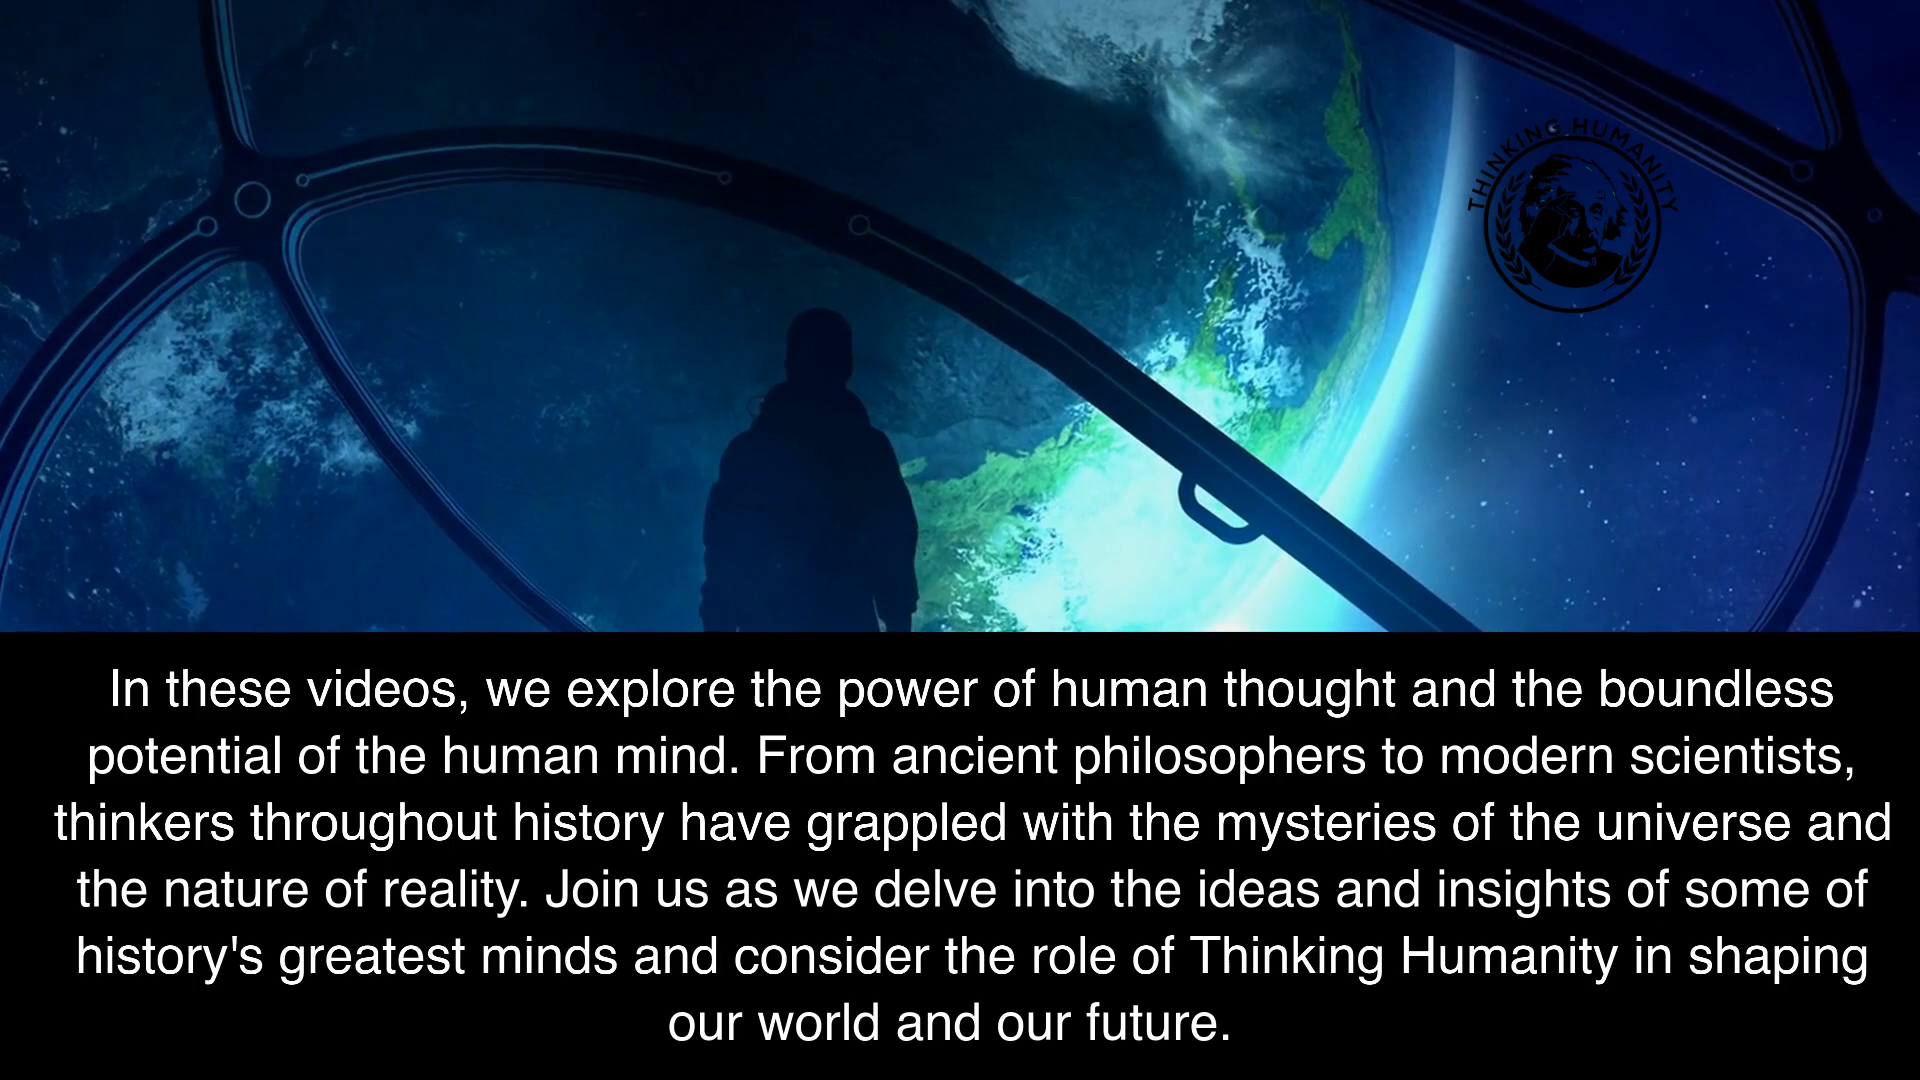 THINKING HUMANITY
In these videos, we explore the power of human thought and the boundless
potential of the human mind. From ancient philosophers to modern scientists,
thinkers throughout history have grappled with the mysteries of the universe and
the nature of reality. Join us as we delve into the ideas and insights of some of
history's greatest minds and consider the role of Thinking Humanity in shaping
our world and our future.